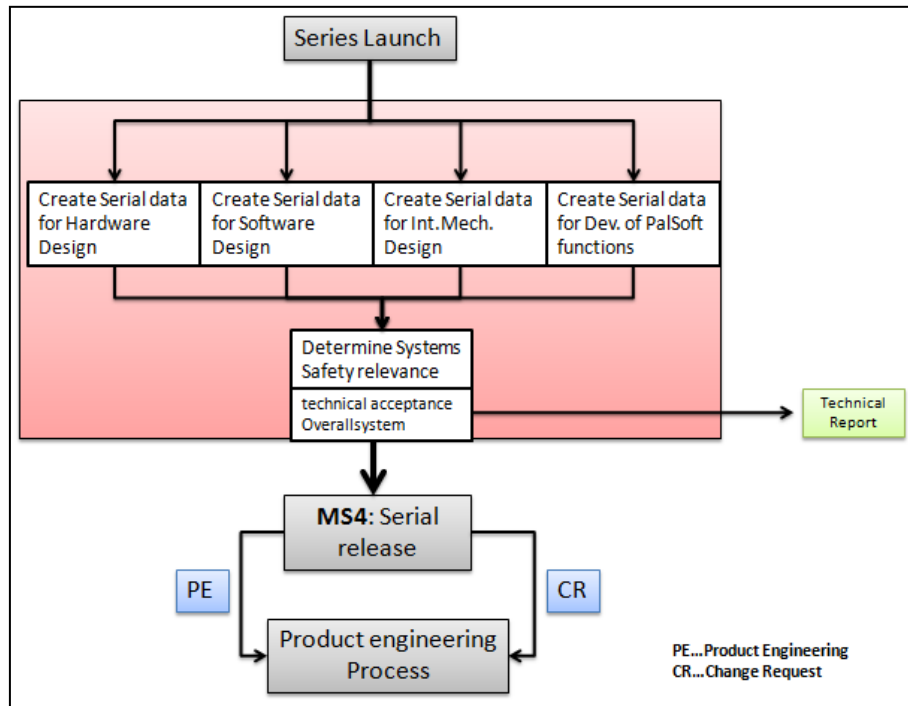 Series Launch
Create Serial data
for Hardware
Design
Create Serial data
for Software
Design
Create Serial data
for Int.Mech.
Design
Create Serial data
for Dev. of PalSoft
functions
Determine Systems
Safety relevance
technical acceptance
Overallsystem
Technical
Report
MS4: Serial
release
PE
CR
Product engineering
Process
PE...Product Engineering
CR...Change Request